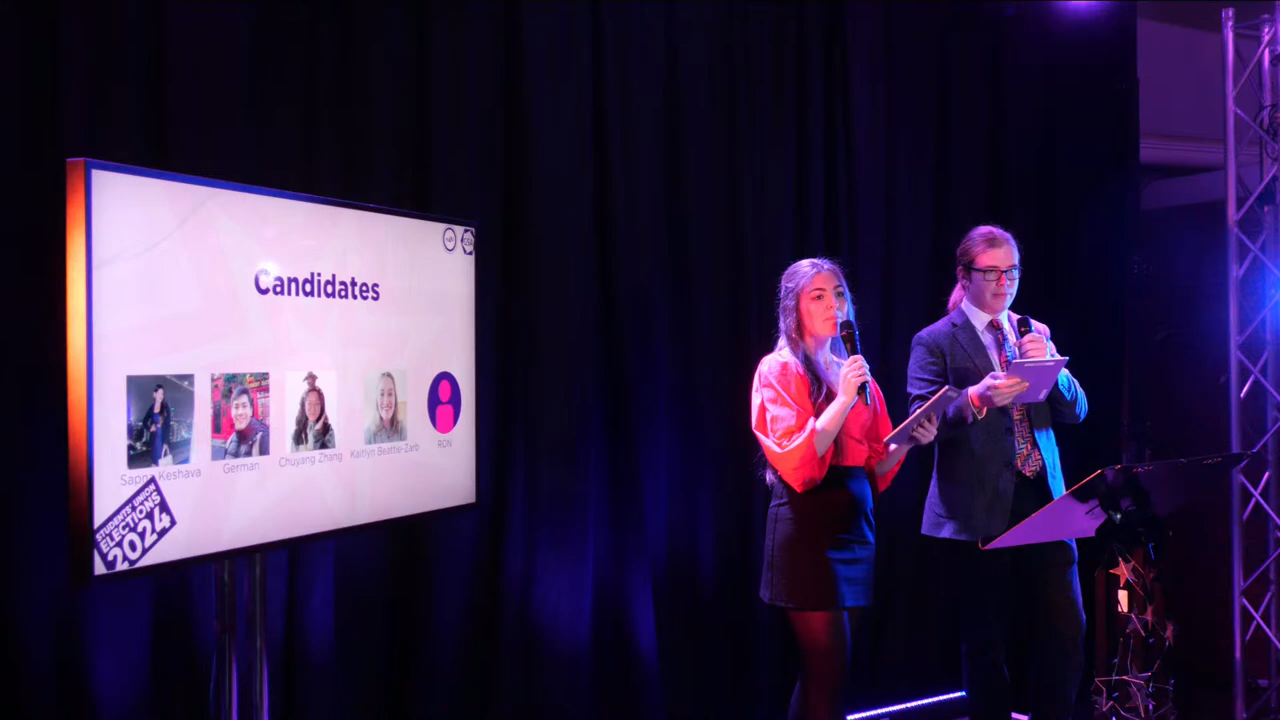 Candidates
Sapna Keshava
German
Chuyang Zhang
Kaitlyn Beattie-Zarb
RON
STUDENTS' UNION
ELECTIONS
2024